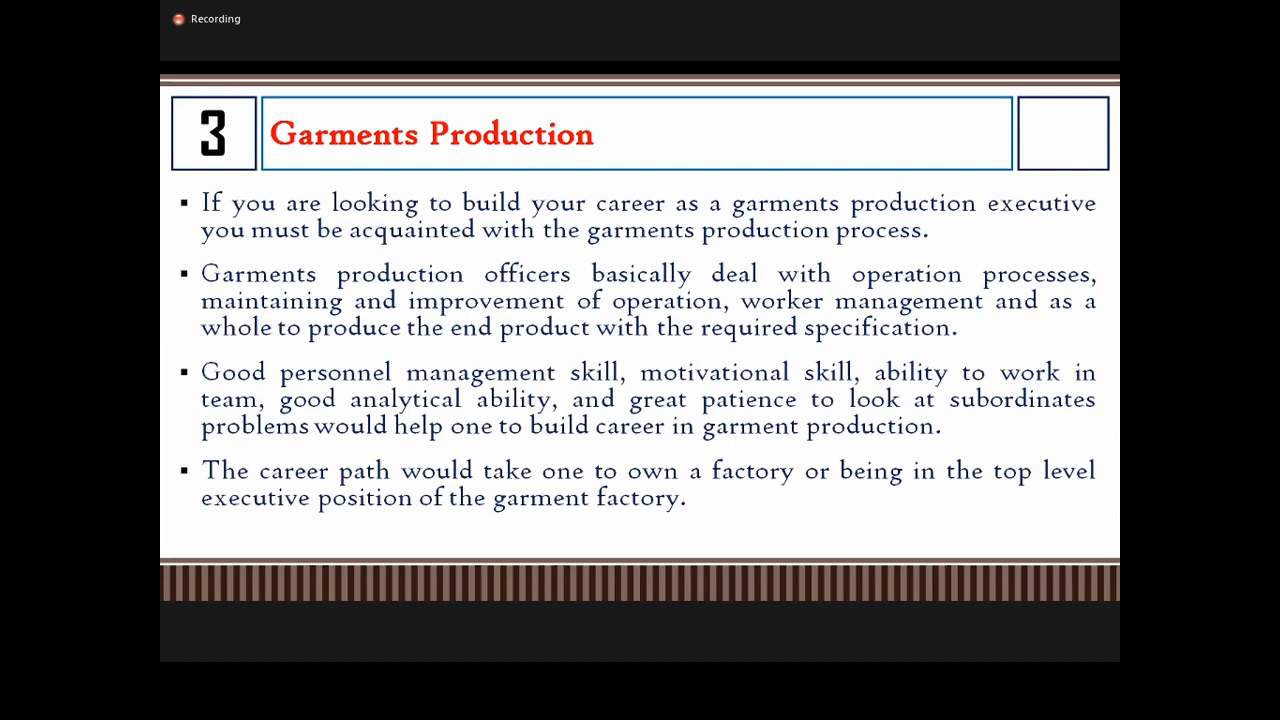 Recording
3
Garments Production
▪ If you are looking to build your career as a garments production executive
you must be acquainted with the garments production process.
▪ Garments production officers basically deal with operation processes,
maintaining and improvement of operation, worker management and as a
whole to produce the end product with the required specification.
▪ Good personnel management skill, motivational skill, ability to work in
team, good analytical ability, and great patience to look at subordinates
problems would help one to build career in garment production.
▪ The career path would take one to own a factory or being in the top level
executive position of the garment factory.